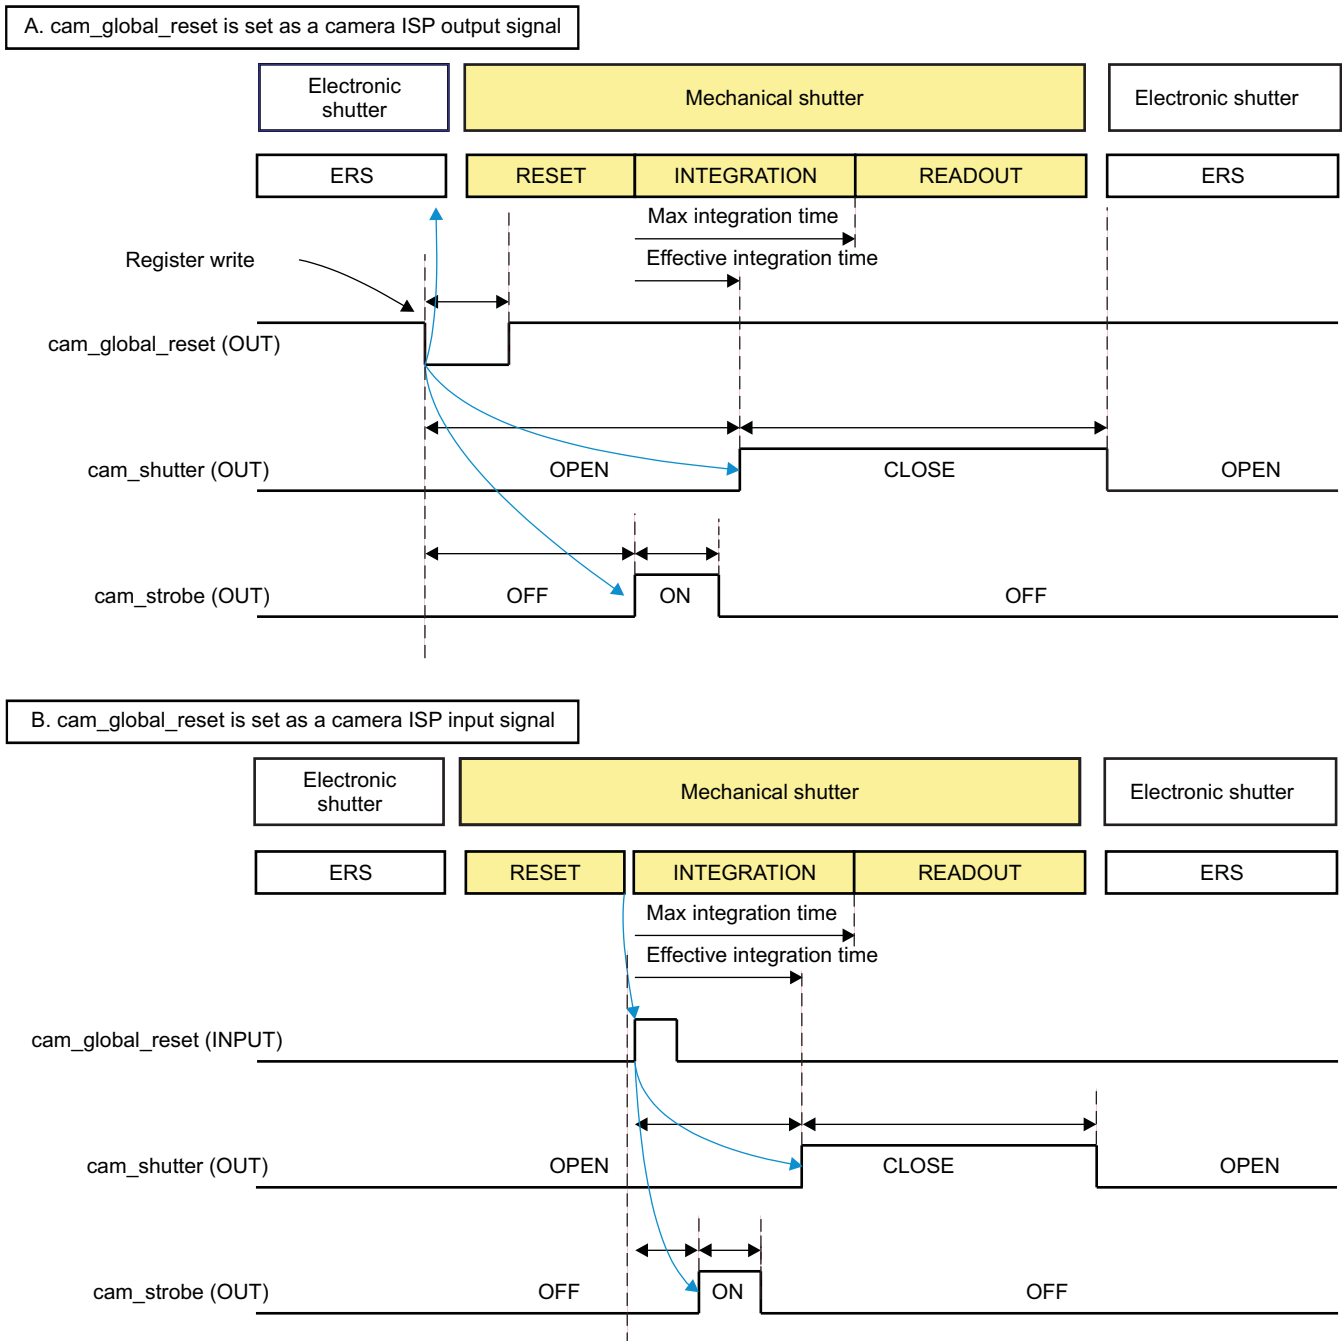 A. cam_global_reset is set as a camera ISP output signal
Electronic
shutter
Mechanical shutter
Electronic shutter
ERS
RESET
INTEGRATION
READOUT
ERS
Max integration time
Effective integration time
Register write
cam_global_reset (OUT)
cam_shutter (OUT)
OPEN
CLOSE
OPEN
cam_strobe (OUT)
OFF
ON
OFF
B. cam_global_reset is set as a camera ISP input signal
Electronic
shutter
Mechanical shutter
Electronic shutter
ERS
RESET
INTEGRATION
READOUT
ERS
Max integration time
Effective integration time
cam_global_reset (INPUT)
cam_shutter (OUT)
OPEN
CLOSE
OPEN
cam_strobe (OUT)
OFF
ON
OFF